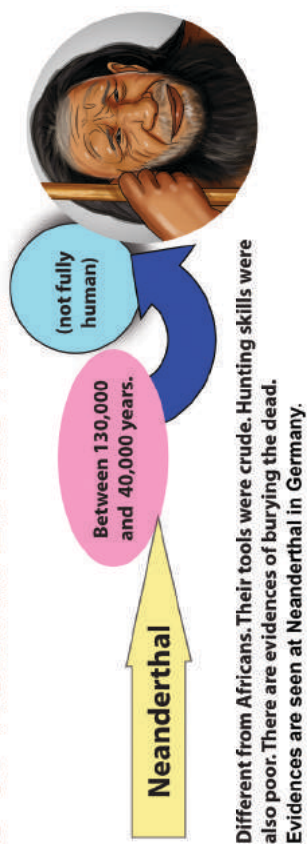 Neanderthal
Between 130,000
and 40,000 years.
(not fully
human)
Different from Africans. Their tools were crude. Hunting skills were
also poor. There are evidences of burying the dead.
Evidences are seen at Neanderthal in Germany.